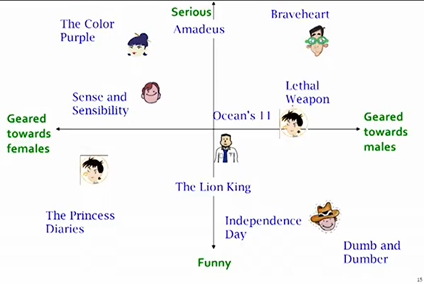 Serious
Braveheart
The Color
Purple
Amadeus
Lethal
Weapon
Sense and
Sensibility
Ocean's 11
Geared
towards
females
Geared
towards
males
The Lion King
The Princess
Diaries
Independence
Day
Dumb and
Dumber
Funny